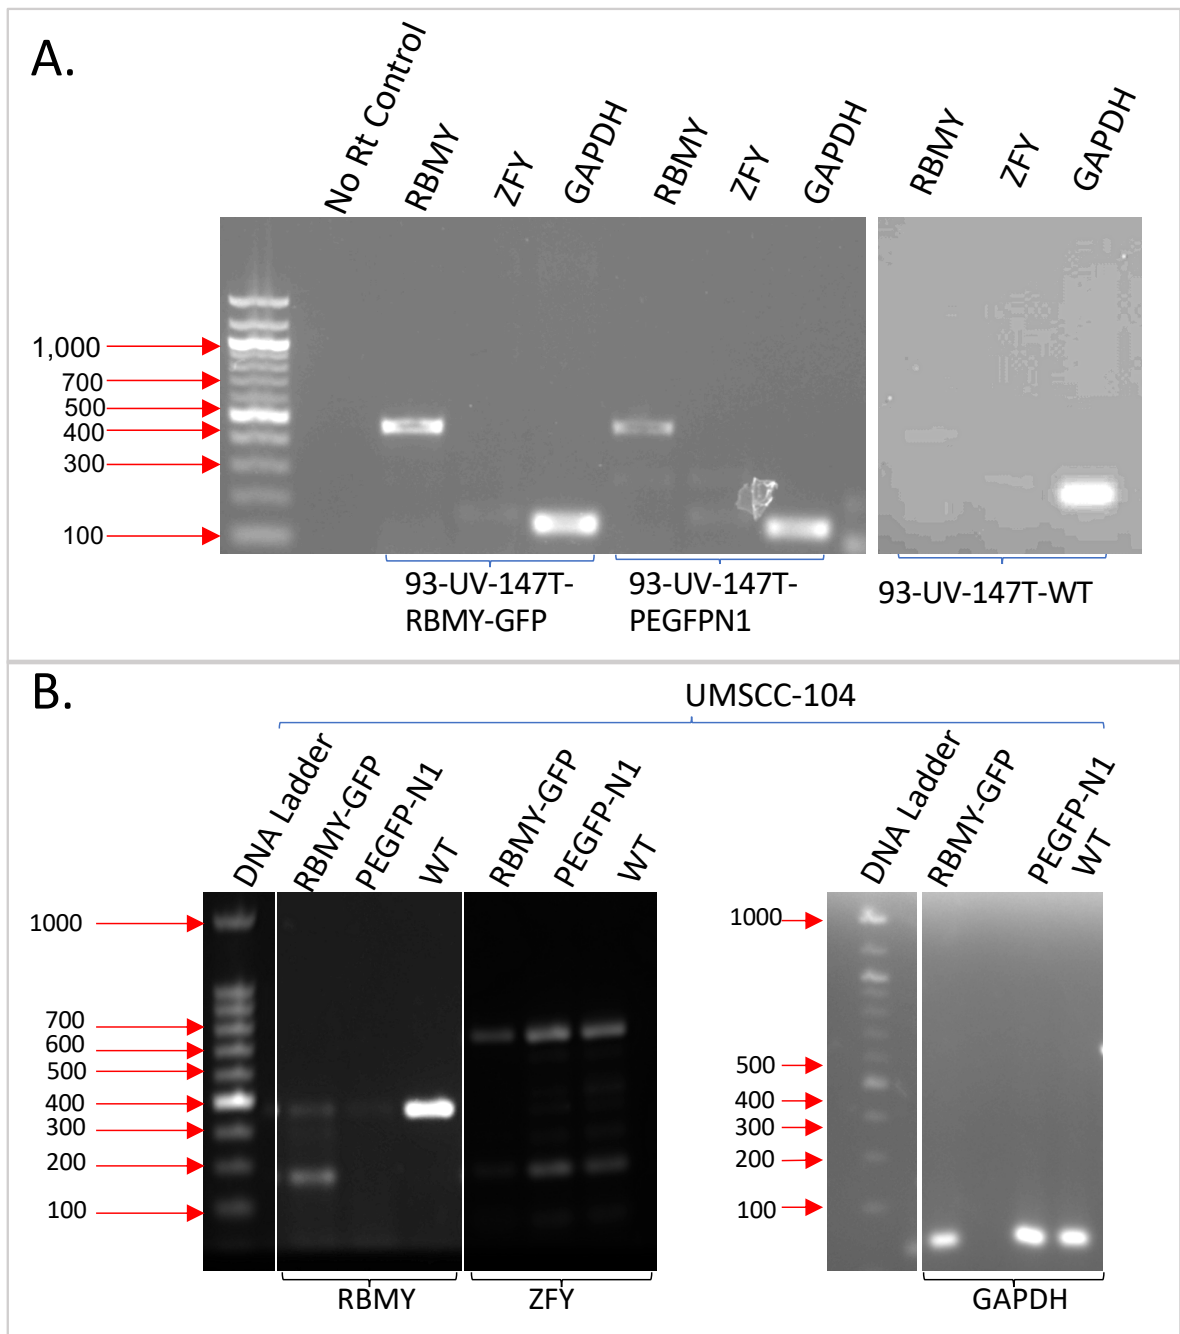 A.
No Rt Control
RBMY
ZFY
GAPDH
RBMY
ZFY
GAPDH
RBMY
ZFY
GAPDH
1,000
700
500
400
300
100
93-UV-147T-
RBMY-GFP
93-UV-147T-
PEGFPN1
93-UV-147T-WT
B.
UMSCC-104
DNA Ladder
RBMY-GFP
PEGFP-N1
WT
RBMY-GFP
PEGFP-N1
WT
DNA Ladder
RBMY-GFP
PEGFP-N1
WT
1000
700
600
500
400
300
200
100
1000
500
400
300
200
100
RBMY
ZFY
GAPDH